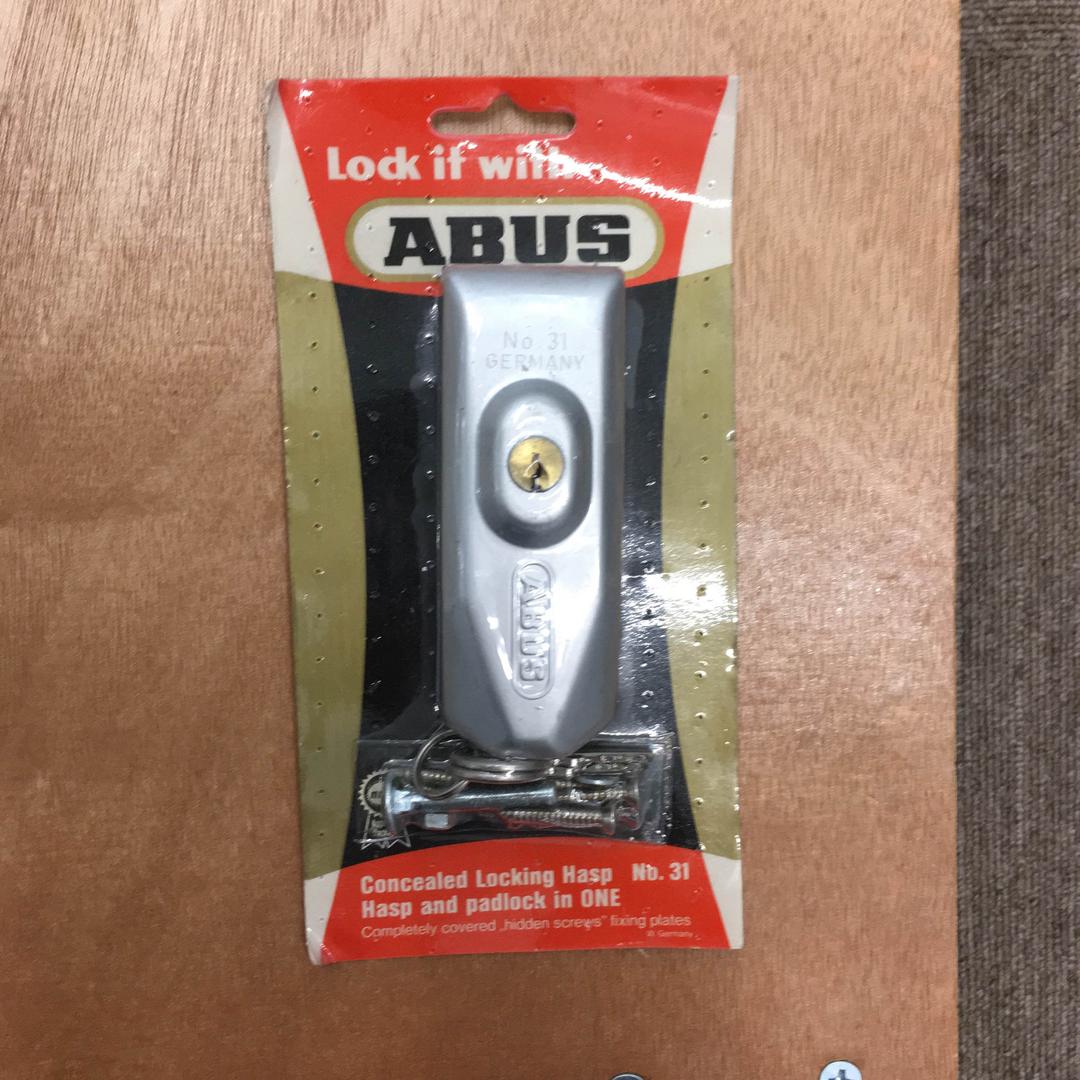 Lock it with
ABUS
No 31
GERMANY
ABUS
Concealed Locking Hasp No. 31
Hasp and padlock in ONE
Completely covered „hidden screws” fixing plates
W. Germany